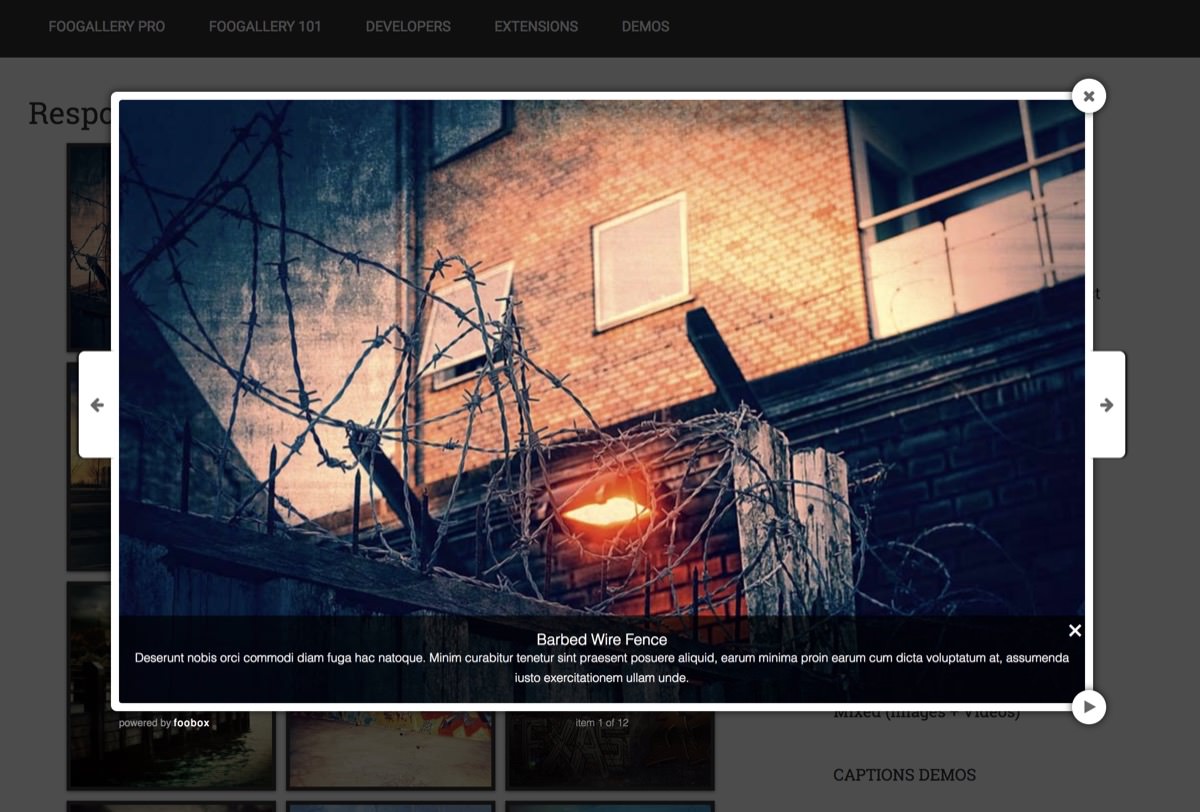 FOOGALLERY PRO FOOGALLERY 101 DEVELOPERS EXTENSIONS DEMOS
Respo
t
Barbed Wire Fence
Deserunt nobis orci commodi diam fuga hac natoque. Minim curabitur tenetur sint praesent posuere aliquid, earum minima proin earum cum dicta voluptatum at, assumenda
iusto exercitationem ullam unde.
powered by foobox
item 1 of 12
Mixed (Images + Videos)
CAPTIONS DEMOS